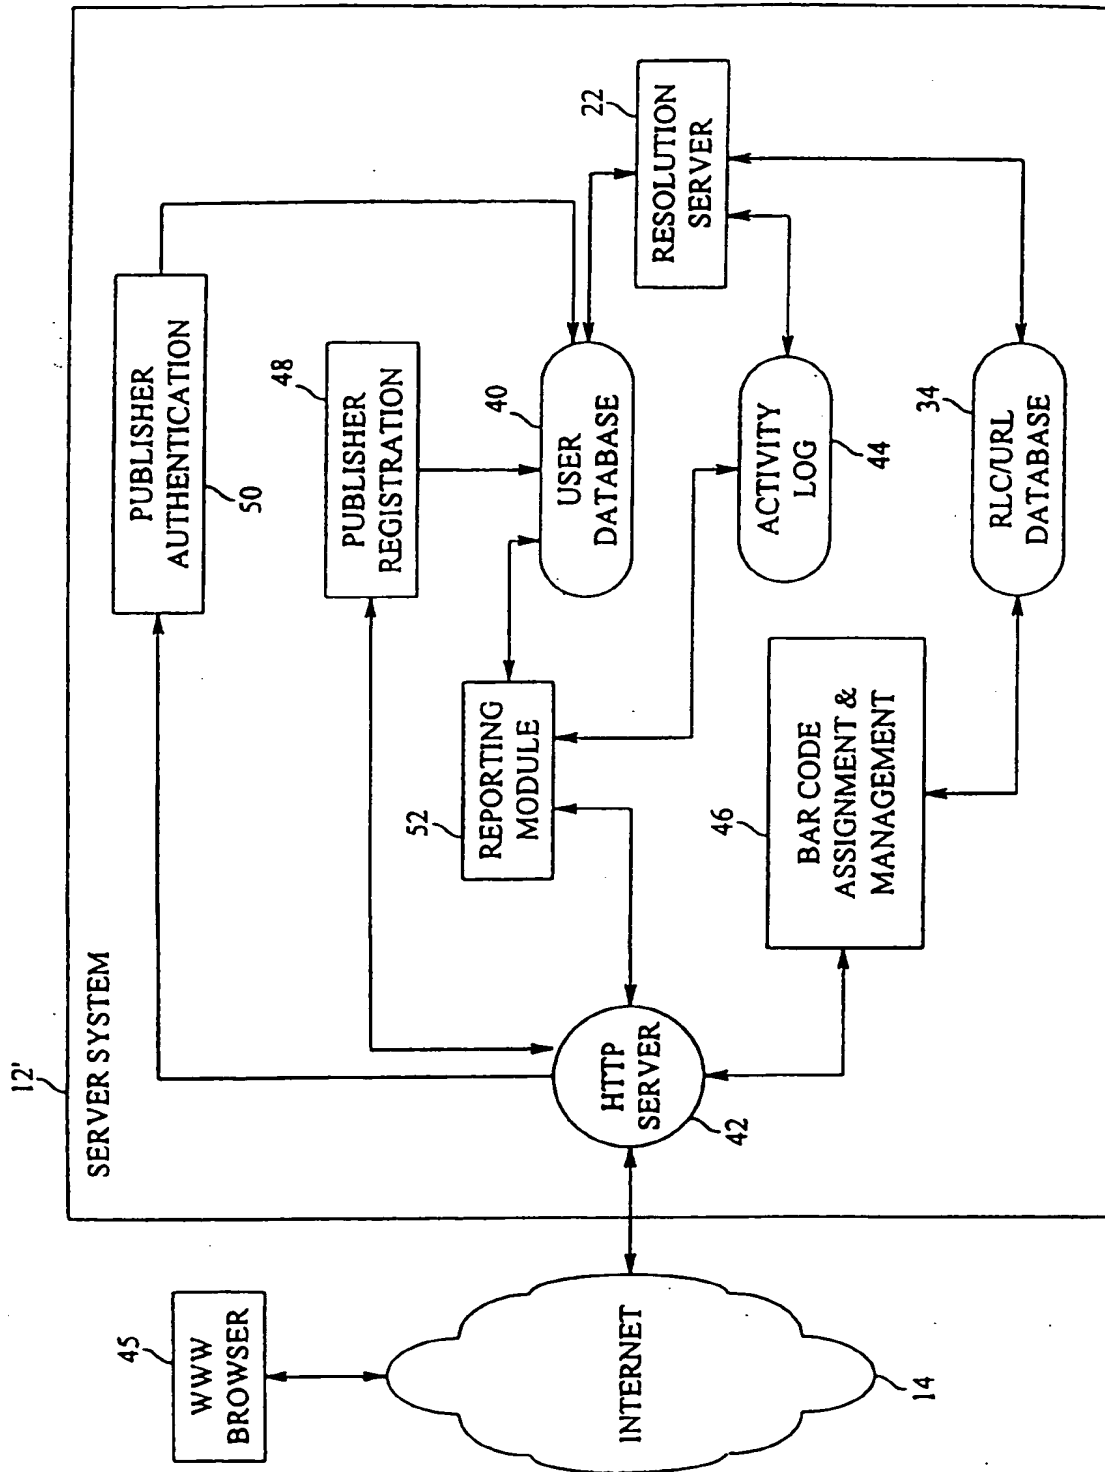 12'
SERVER SYSTEM
45
WWW
BROWSER
INTERNET
14
HTTP
SERVER
42
PUBLISHER
AUTHENTICATION
50
48
PUBLISHER
REGISTRATION
52
REPORTING
MODULE
40
USER
DATABASE
22
RESOLUTION
SERVER
ACTIVITY
LOG
44
46
BAR CODE
ASSIGNMENT &
MANAGEMENT
34
RLC/URL
DATABASE